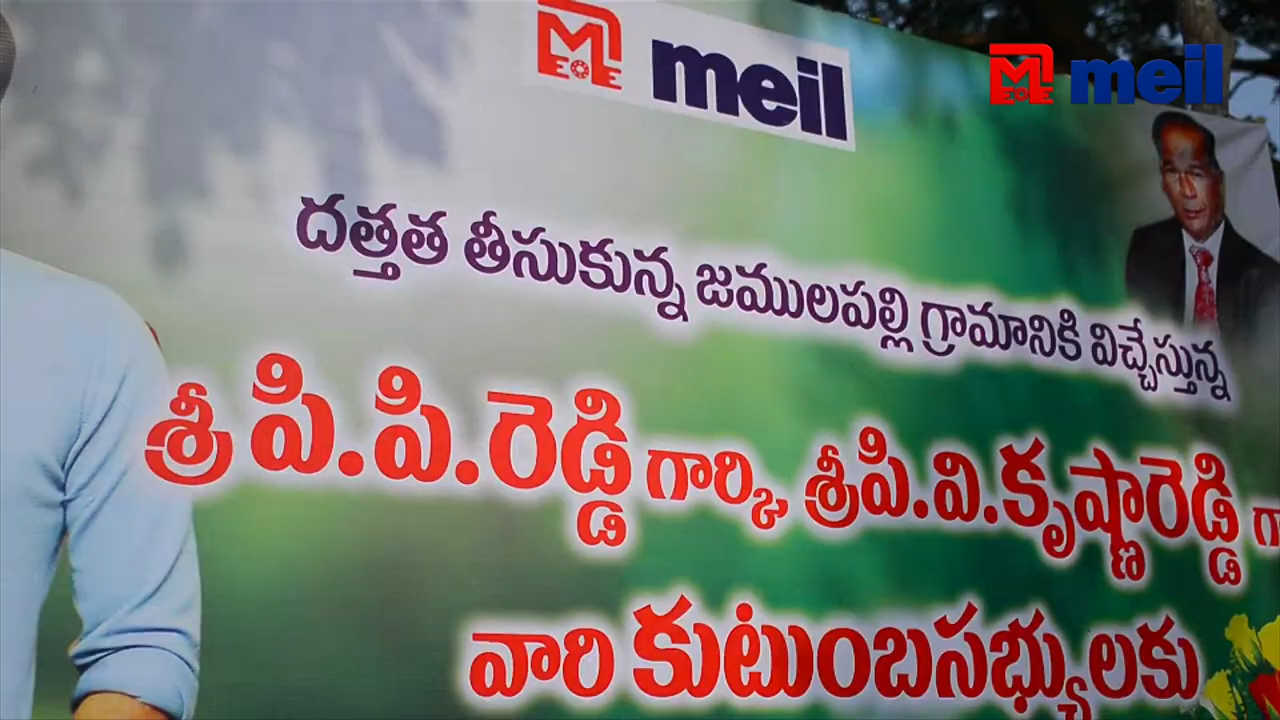 meil
meil
దత్తత తీసుకున్న జములపల్లి గ్రామానికి విచ్చేస్తున్న
శ్రీ పి.పి.రెడ్డి గార్కి శ్రీపి.వి.కృష్ణారెడ్డి గా
వారి కుటుంబసభ్యులకు